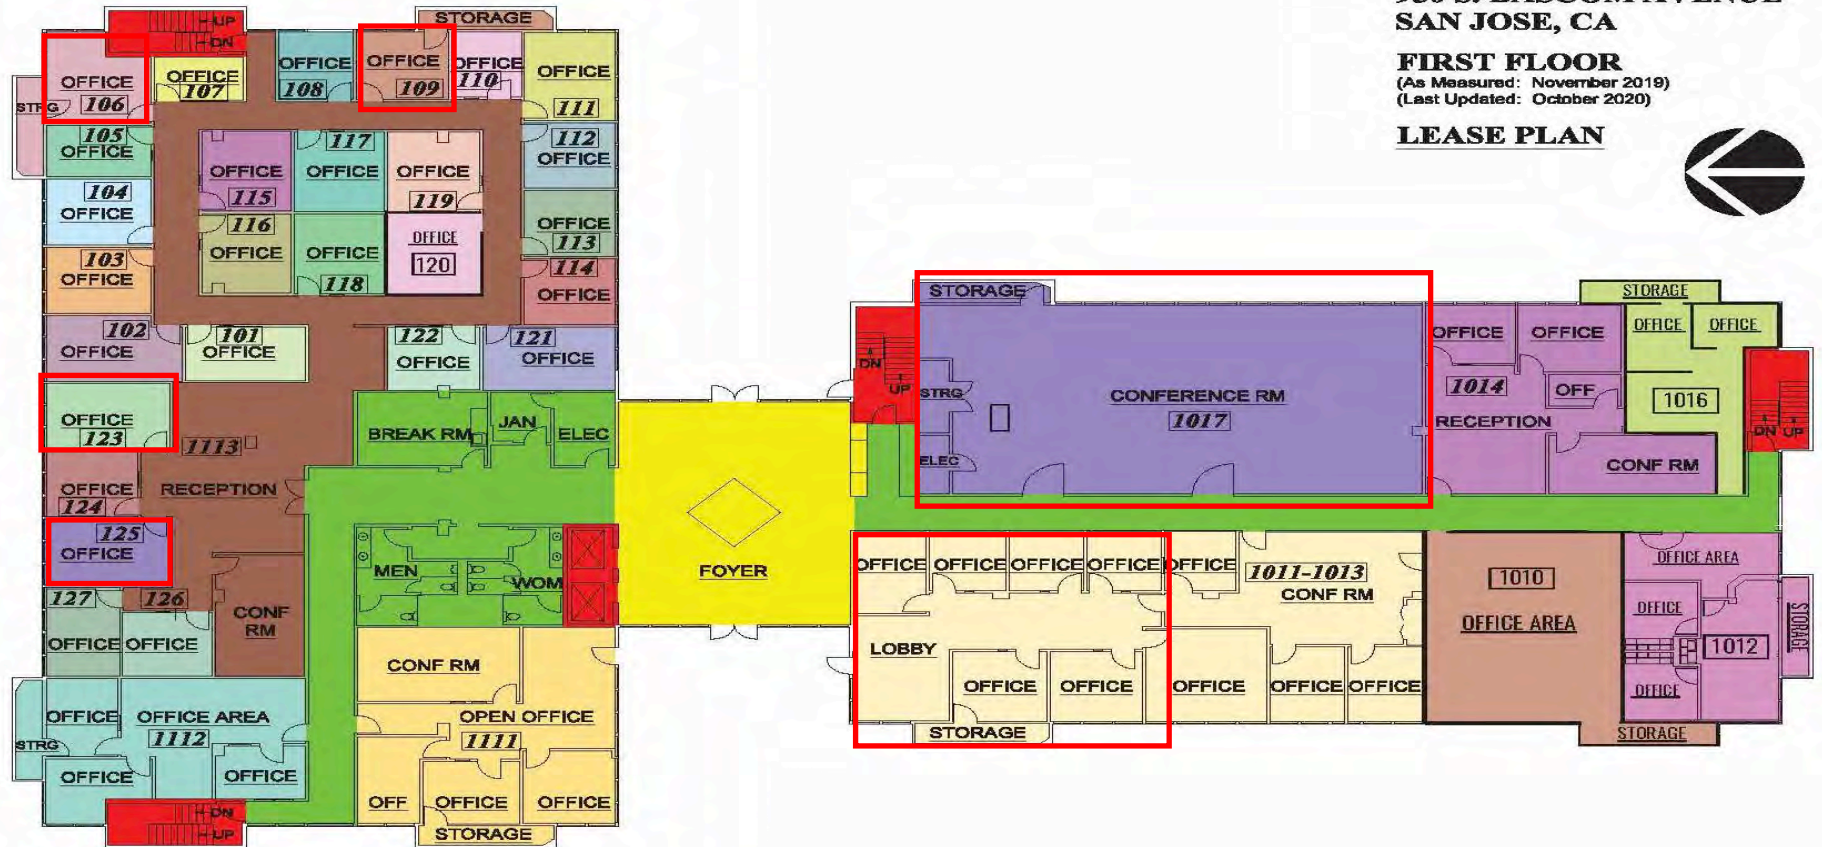 SAN JOSE, CA
FIRST FLOOR
(As Measured: November 2019)
(Last Updated: October 2020)
LEASE PLAN
STORAGE
UP
DN
OFFICE
106
STRG
OFFICE
107
OFFICE
108
OFFICE
109
OFFICE
110
OFFICE
111
105
OFFICE
104
OFFICE
103
OFFICE
102
OFFICE
101
OFFICE
OFFICE
115
117
OFFICE
OFFICE
119
116
OFFICE
OFFICE
118
OFFICE
120
112
OFFICE
OFFICE
113
114
OFFICE
122
OFFICE
121
OFFICE
OFFICE
123
1113
RECEPTION
BREAK RM
JAN
ELEC
OFFICE
124
125
OFFICE
127
OFFICE
126
OFFICE
CONF
RM
MEN
WOM
FOYER
CONF RM
OPEN OFFICE
1111
OFF
OFFICE
OFFICE
STORAGE
OFFICE
OFFICE AREA
1112
STRG
OFFICE
OFFICE
DN
UP
STORAGE
DN
UP
STRG
ELEC
CONFERENCE RM
1017
OFFICE
OFFICE
1014
OFF
RECEPTION
CONF RM
STORAGE
OFFICE
OFFICE
1016
DN
UP
OFFICE
OFFICE
OFFICE
OFFICE
OFFICE
1011-1013
CONF RM
LOBBY
OFFICE
OFFICE
OFFICE
OFFICE
OFFICE
STORAGE
1010
OFFICE AREA
STORAGE
OFFICE AREA
OFFICE
1012
OFFICE
STORAGE